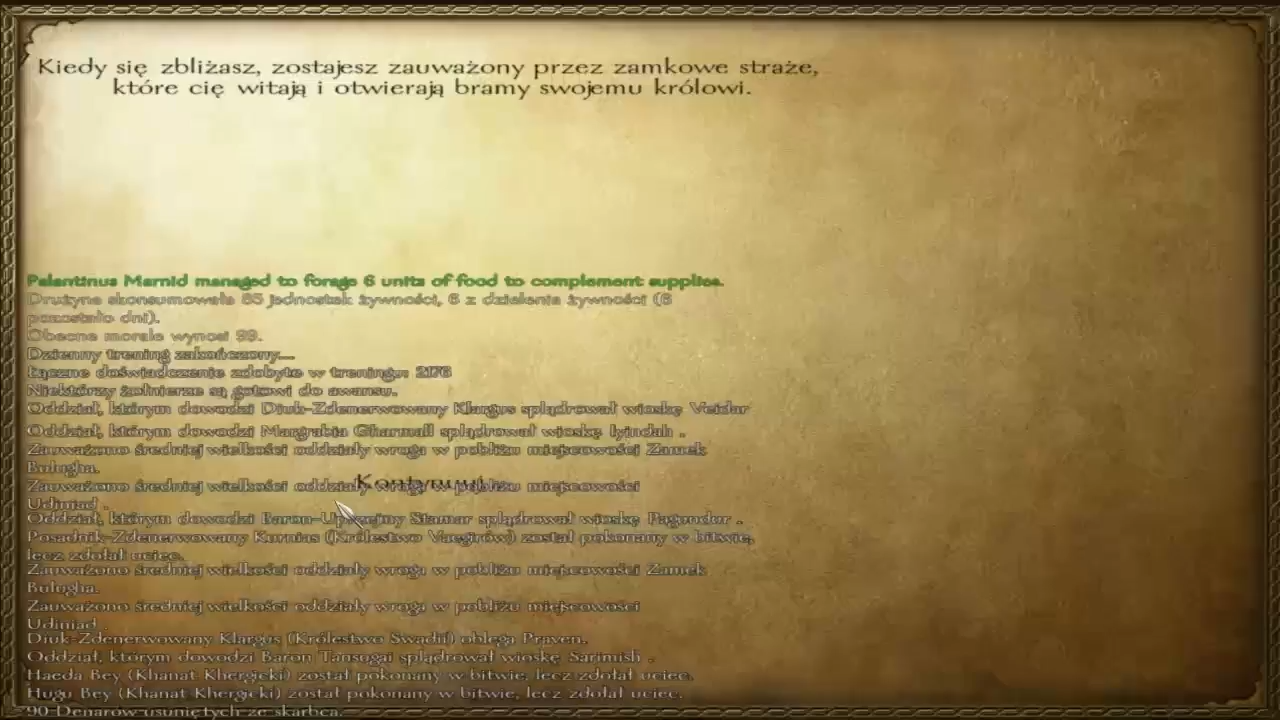 Kiedy się zbliżasz, zostajesz zauważony przez zamkowe straże,
które cię witają i otwierają bramy swojemu królowi.
Palantinus Marnid managed to forage 6 units of food to complement supplies.
Drużyna skonsumowała 85 jednostek żywności, 6 z dzielenia żywności (6
pozostało dni).
Obecne morale wynosi 99.
Dzienny trening zakończony...
Łączne doświadczenie zdobyte w treningu: 2176
Niektórzy żołnierze są gotowi do awansu.
Oddział, którym dowodzi Diuk-Zdenerwowany Klargus splądrował wioskę Veidar
Oddział, którym dowodzi Margrabia Gharmall splądrował wioskę Iyindah .
Zauważono średniej wielkości oddziały wroga w pobliżu miejscowości Zamek
Bulugha.
Kontynuuj
Zauważono średniej wielkości oddziały wroga w pobliżu miejscowości
Udiniad .
Oddział, którym dowodzi Baron-Uprzejmy Stamar splądrował wioskę Pagundur .
Posadnik-Zdenerwowany Kurnias (Królestwo Vaegirów) został pokonany w bitwie,
lecz zdołał uciec.
Zauważono średniej wielkości oddziały wroga w pobliżu miejscowości Zamek
Bulugha.
Zauważono średniej wielkości oddziały wroga w pobliżu miejscowości
Udiniad .
Diuk-Zdenerwowany Klargus (Królestwo Swadii) oblega Praven.
Oddział, którym dowodzi Baron Tansugai splądrował wioskę Sarimish .
Haeda Bey (Khanat Khergicki) został pokonany w bitwie, lecz zdołał uciec.
Hugu Bey (Khanat Khergicki) został pokonany w bitwie, lecz zdołał uciec.
90 Denarów usuniętych ze skarbca.